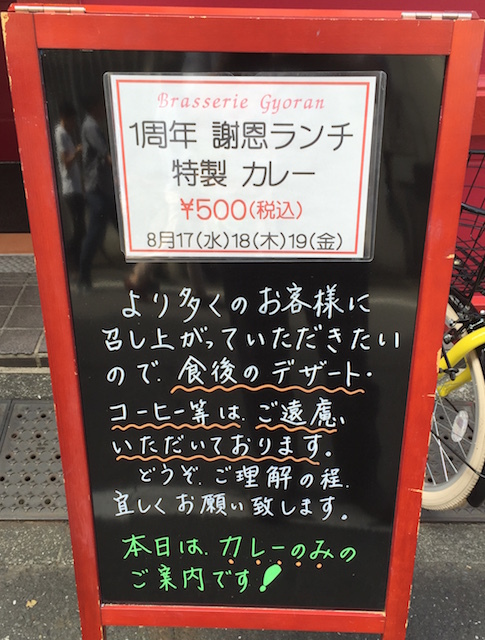 Brasserie Gyoran
1周年 謝恩ランチ
特製 カレー
¥500(税込)
8月17(水)18(木)19(金)
より多くのお客様に
召し上がっていただきたい
ので、食後のデザート・
コーヒー等は、ご遠慮、
いただいております。
どうぞ、ご理解の程、
宜しくお願い致します。
本日は、カレーのみの
ご案内です!